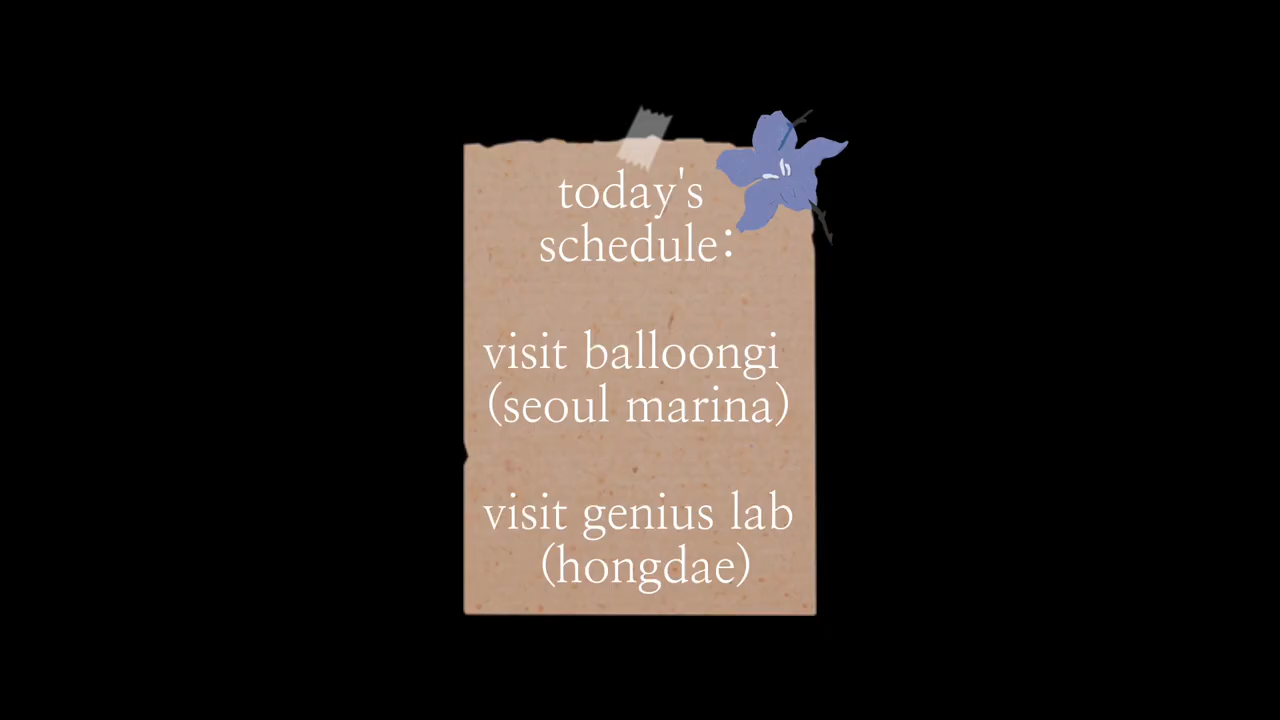 today's
schedule:
visit balloongi
(seoul marina)
visit genius lab
(hongdae)